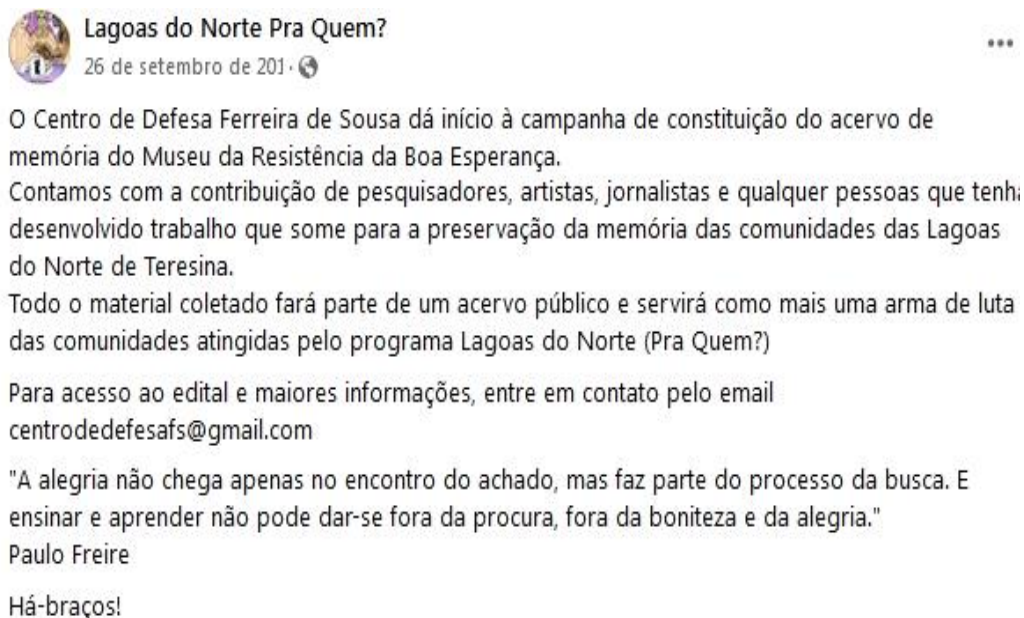 Lagoas do Norte Pra Quem?
26 de setembro de 201 ·
O Centro de Defesa Ferreira de Sousa dá início à campanha de constituição do acervo de
memória do Museu da Resistência da Boa Esperança.
Contamos com a contribuição de pesquisadores, artistas, jornalistas e qualquer pessoas que tenha
desenvolvido trabalho que some para a preservação da memória das comunidades das Lagoas
do Norte de Teresina.
Todo o material coletado fará parte de um acervo público e servirá como mais uma arma de luta
das comunidades atingidas pelo programa Lagoas do Norte (Pra Quem?)
Para acesso ao edital e maiores informações, entre em contato pelo email
centrodedefesafs@gmail.com
"A alegria não chega apenas no encontro do achado, mas faz parte do processo da busca. E
ensinar e aprender não pode dar-se fora da procura, fora da boniteza e da alegria."
Paulo Freire
Há-braços!